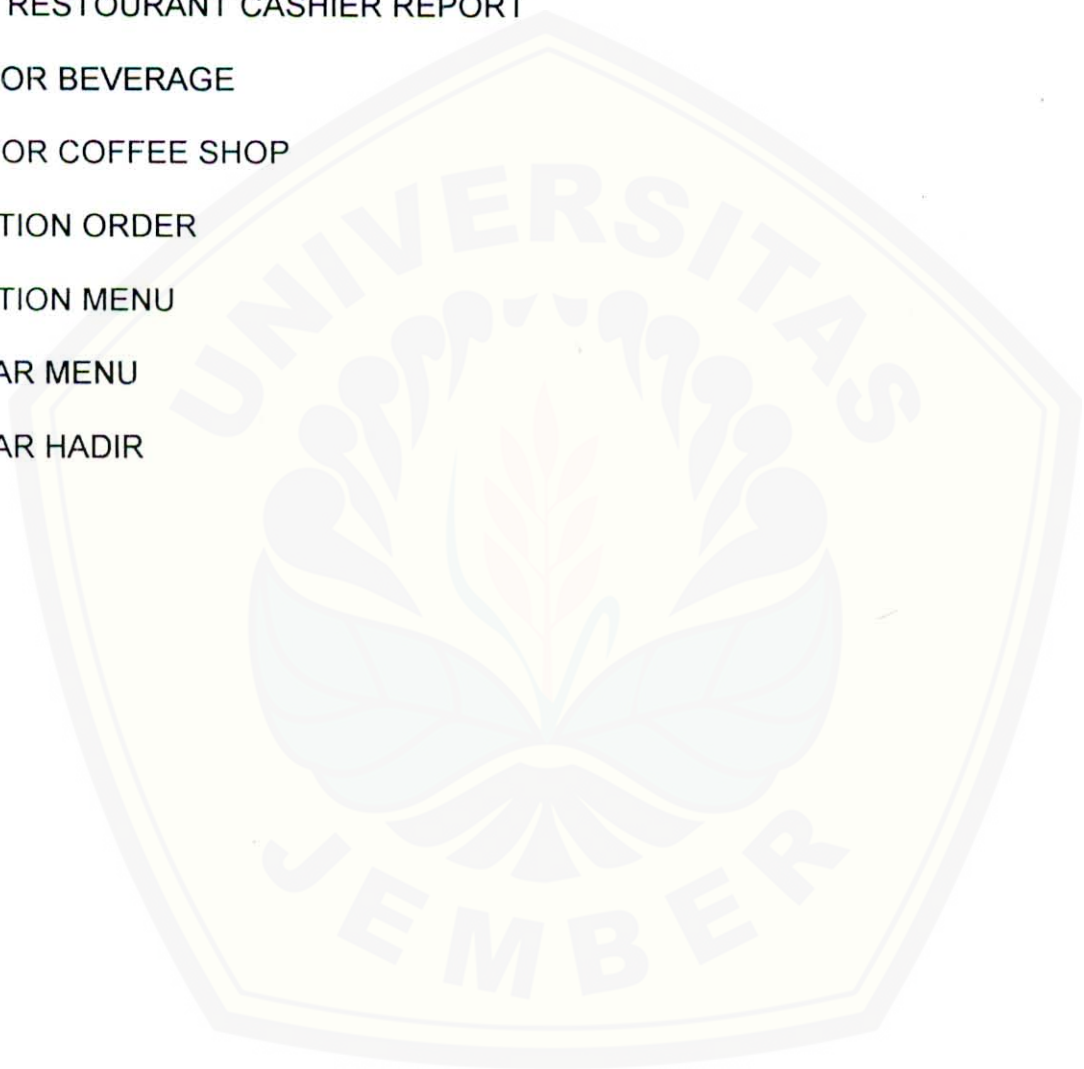 RESTOURANT CASHIER REPORT
OR BEVERAGE
OR COFFEE SHOP
TION ORDER
TION MENU
AR MENU
AR HADIR
UNIVERSITAS
JEMBER